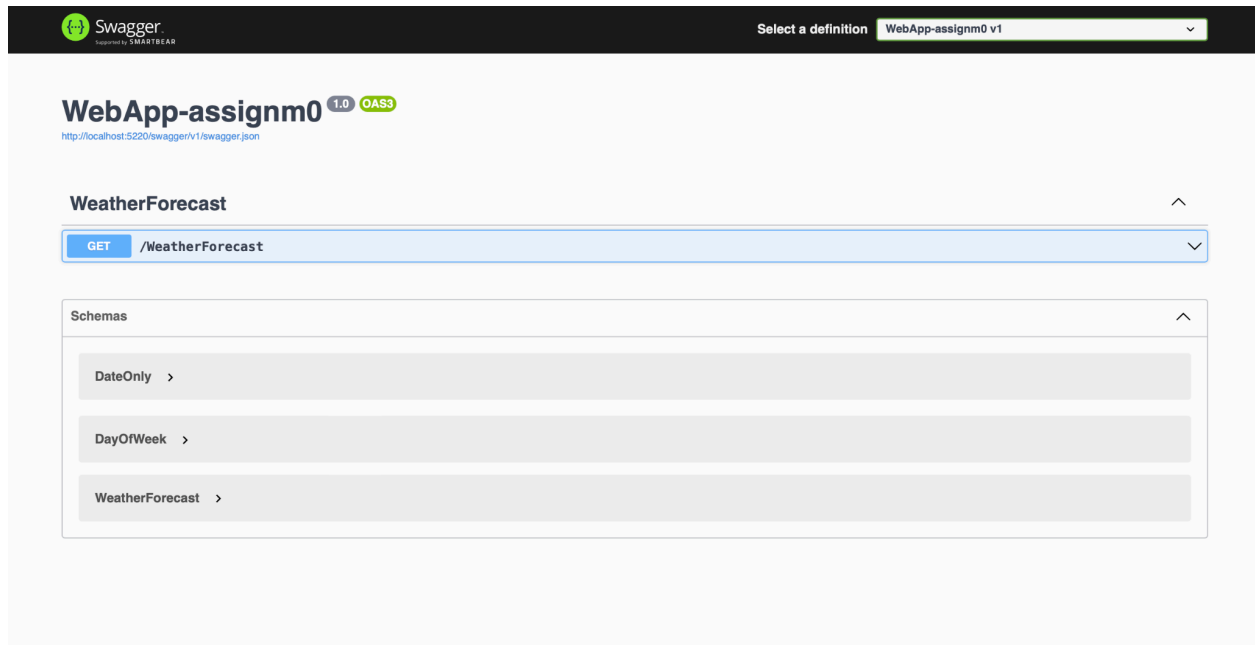 Swagger.
Supported by SMARTBEAR
Select a definition
WebApp-assignm0 v1
WebApp-assignm0 1.0 OAS3
http://localhost:5220/swagger/v1/swagger.json
WeatherForecast
GET /WeatherForecast
Schemas
DateOnly
DayOfWeek
WeatherForecast